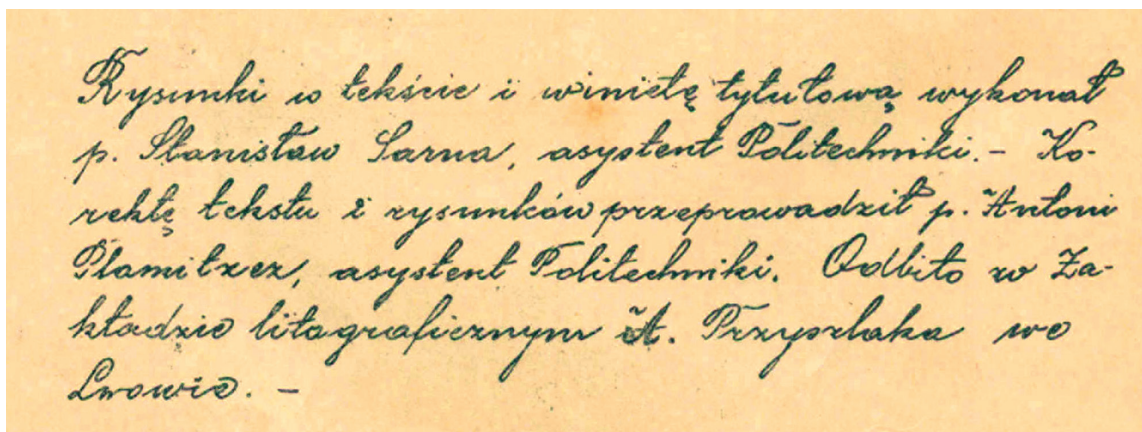 Rysunki w tekście i winietę tytułową wykonał
p. Stanisław Sarna, asystent Politechniki. – Ko-
rektę tekstu i rysunków przeprowadził p. Antoni
Plamitzer, asystent Politechniki. Odbito w Za-
kładzie litograficznym A. Przyszlaka we
Lwowie. –